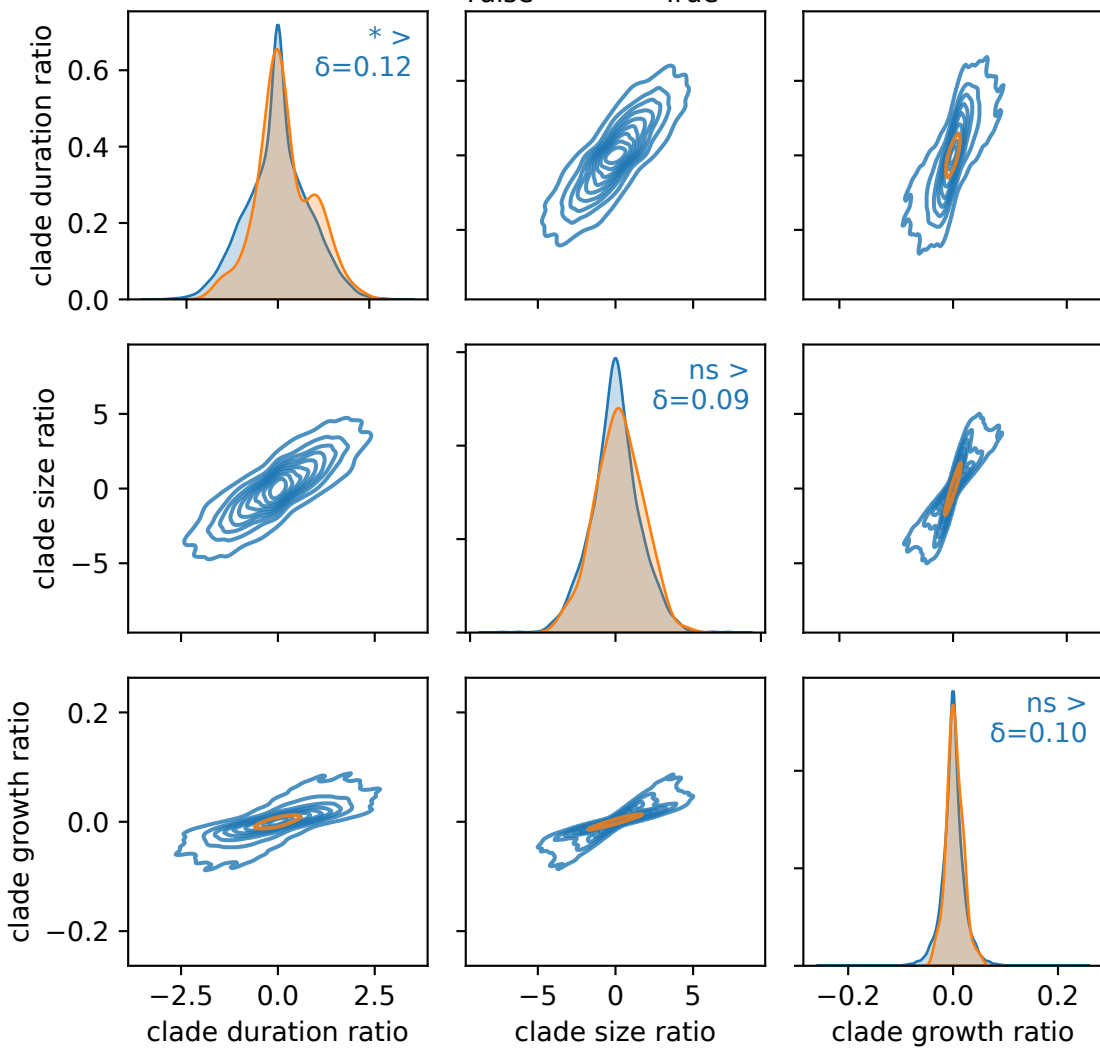 clade duration ratio
0.6
0.4
0.2
0.0
* >
δ=0.12
clade size ratio
5
0
−5
ns >
δ=0.09
clade growth ratio
0.2
0.0
−0.2
ns >
δ=0.10
−2.5 0.0 2.5
−5 0 5
−0.2 0.0 0.2
clade duration ratio
clade size ratio
clade growth ratio